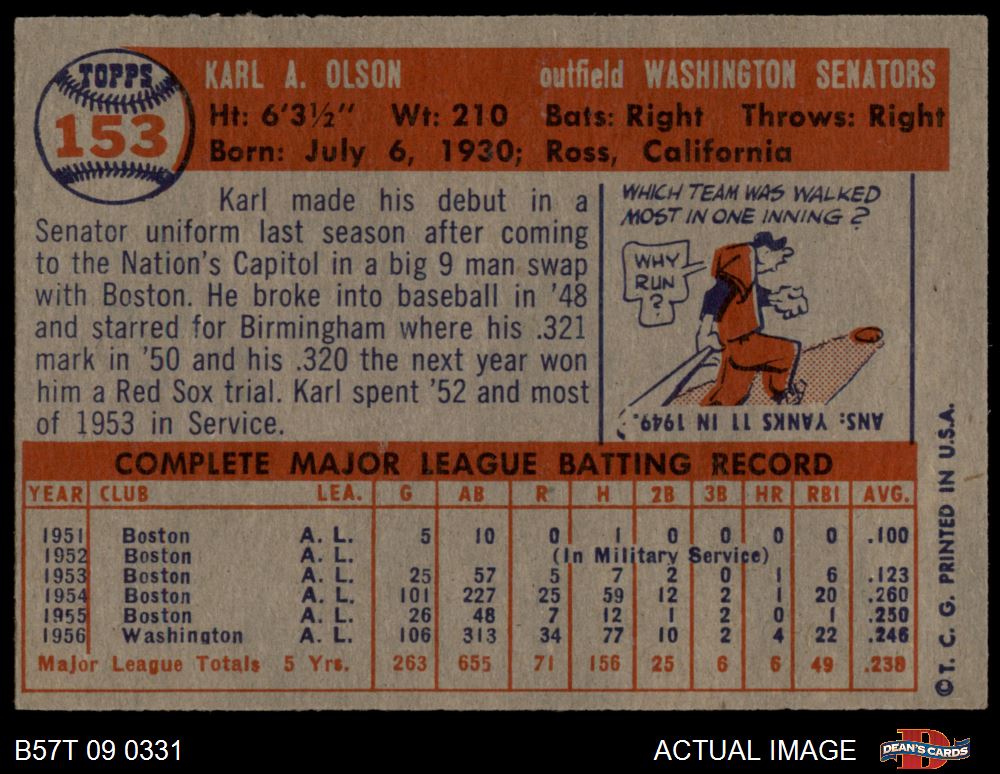 TOPPS
153
KARL A. OLSON outfield WASHINGTON SENATORS
Ht: 6'3½" Wt: 210 Bats: Right Throws: Right
Born: July 6, 1930; Ross, California
Karl made his debut in a
Senator uniform last season after coming
to the Nation's Capitol in a big 9 man swap
with Boston. He broke into baseball in '48
and starred for Birmingham where his .321
mark in '50 and his .320 the next year won
him a Red Sox trial. Karl spent '52 and most
of 1953 in Service.
WHICH TEAM WAS WALKED
MOST IN ONE INNING?
WHY
RUN
?
ANS: YANKS 11 IN 1949.
COMPLETE MAJOR LEAGUE BATTING RECORD
YEAR CLUB LEA. G AB R H 2B 3B HR RBI AVG.
1951 Boston A. L. 5 10 0 1 0 0 0 0 .100
1952 Boston A. L. (In Military Service)
1953 Boston A. L. 25 57 5 7 2 0 1 6 .123
1954 Boston A. L. 101 227 25 59 12 2 1 20 .260
1955 Boston A. L. 26 48 7 12 1 2 0 1 .250
1956 Washington A. L. 106 313 34 77 10 2 4 22 .246
Major League Totals 5 Yrs. 263 655 71 156 25 6 6 49 .238
©T. C. G. PRINTED IN U.S.A.
B57T 09 0331
ACTUAL IMAGE
DEAN'S CARDS